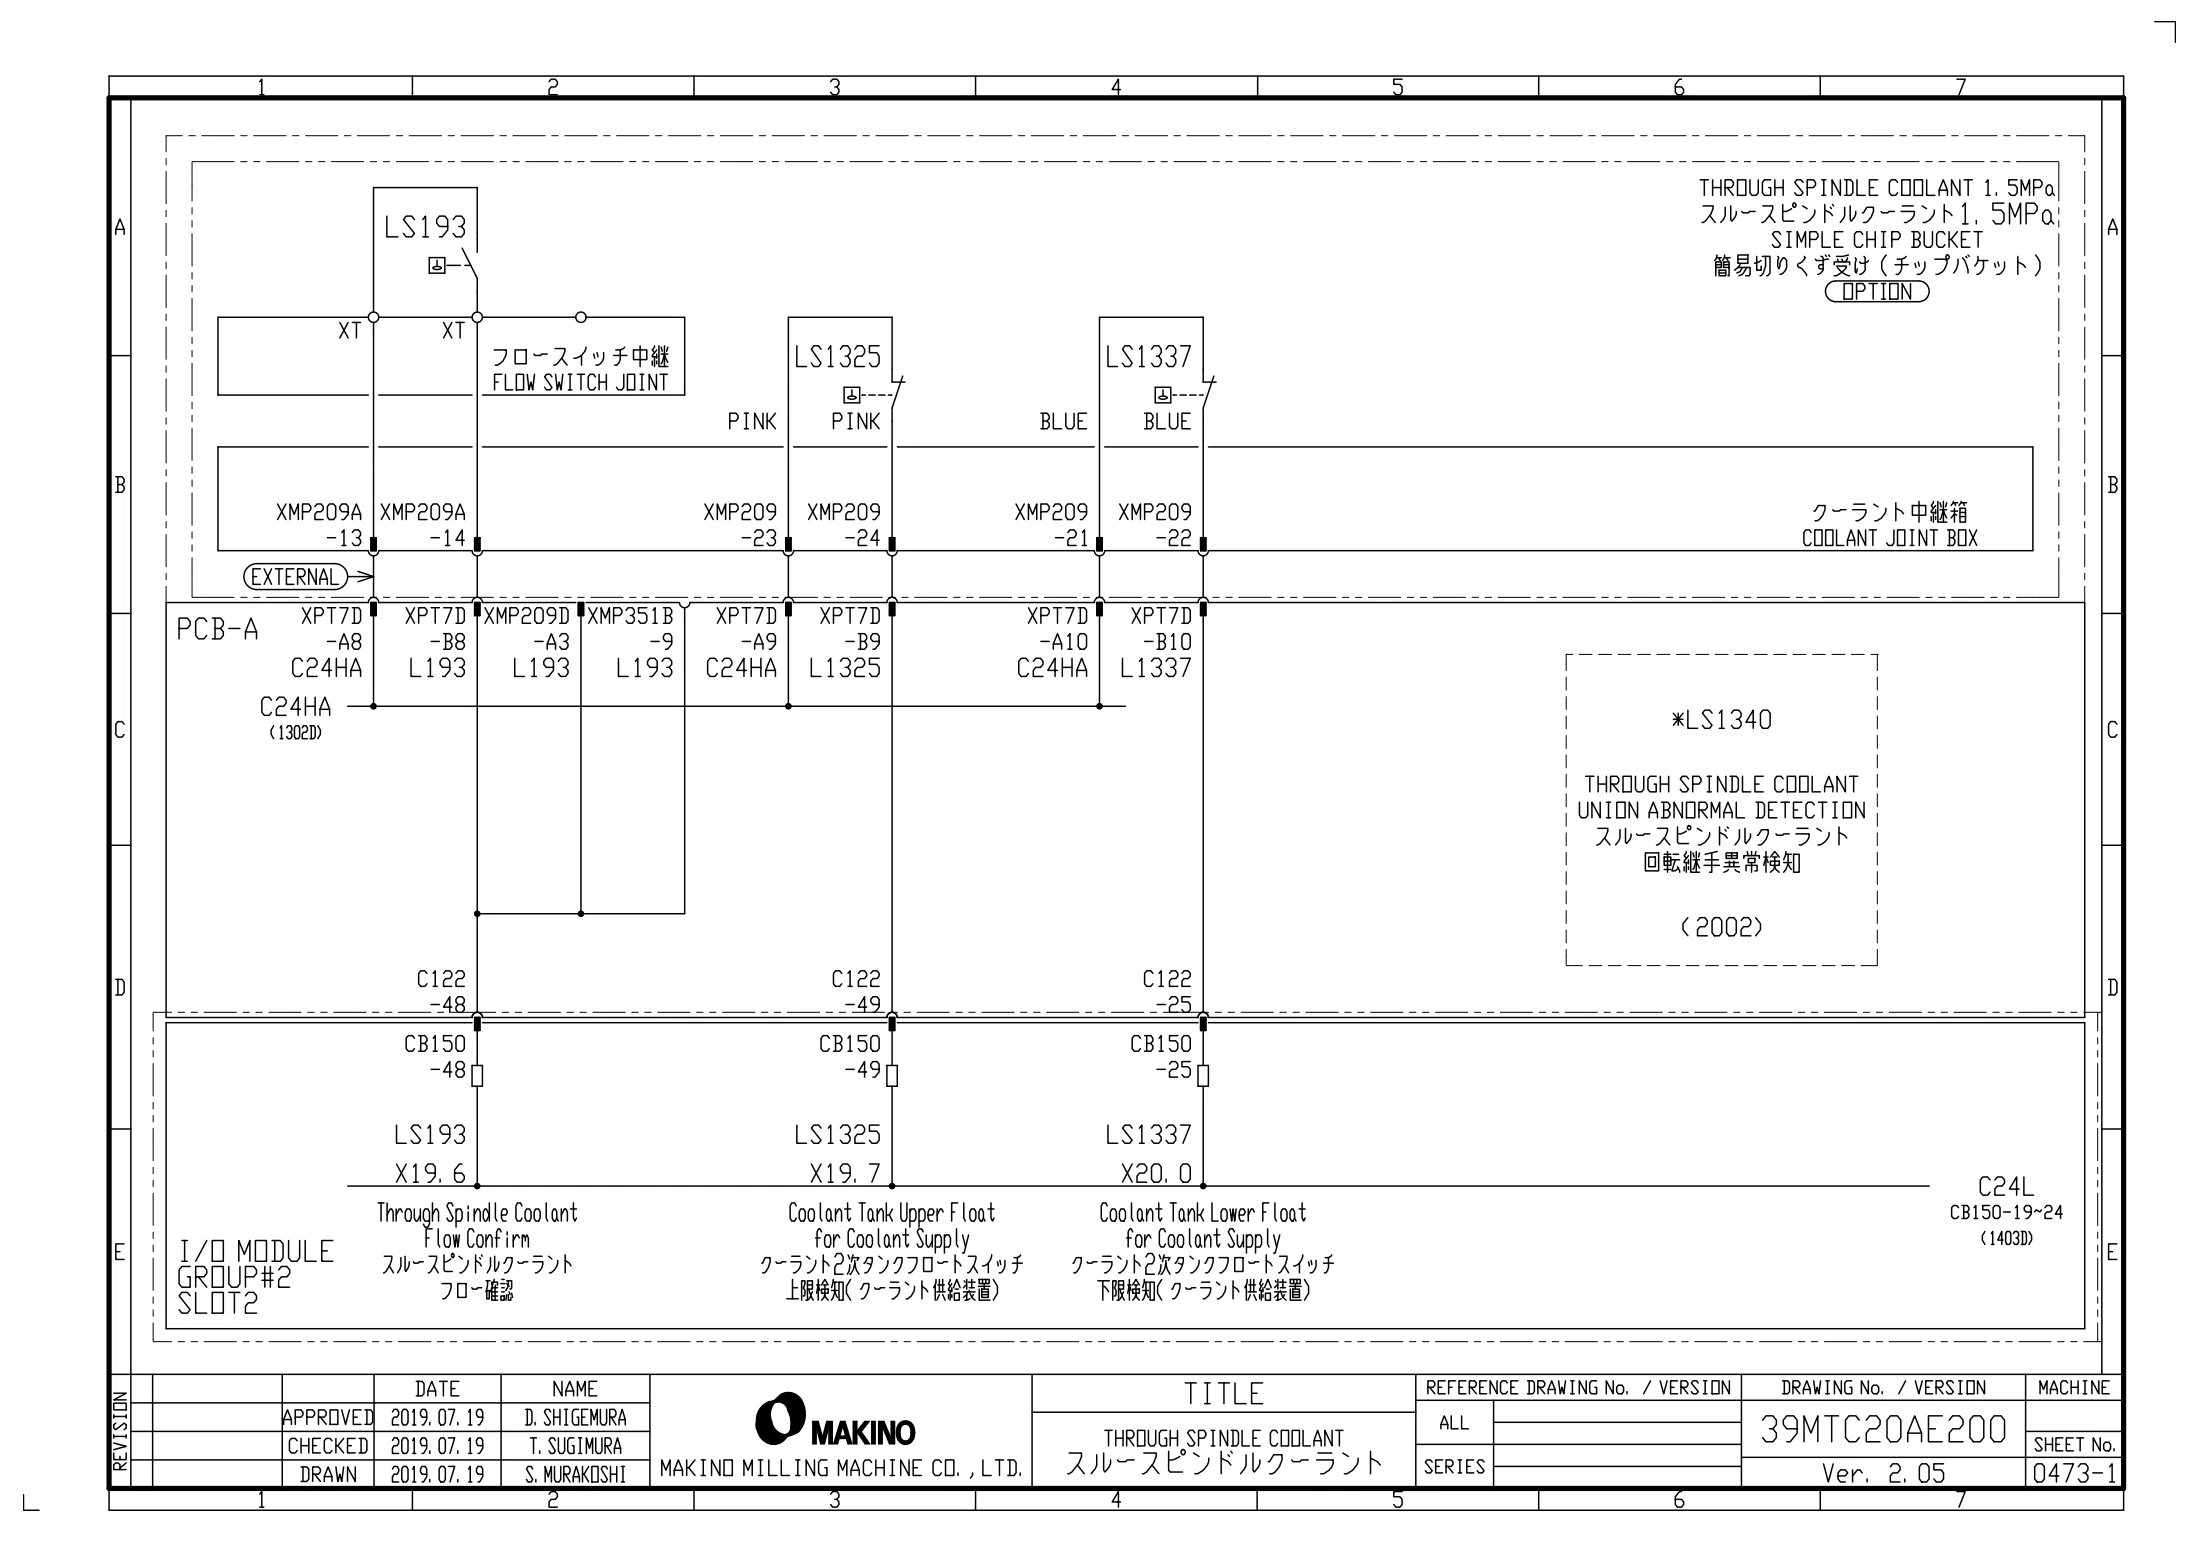 1 2 3 4 5 6 7
A A
B B
C C
D D
E E
THROUGH SPINDLE COOLANT 1.5MPa
スルースピンドルクーラント1.5MPa
SIMPLE CHIP BUCKET
簡易切りくず受け(チップバケット)
OPTION
LS193
XT XT
フロースイッチ中継
FLOW SWITCH JOINT
LS1325 LS1337
PINK PINK BLUE BLUE
XMP209A XMP209A XMP209 XMP209 XMP209 XMP209
-13 -14 -23 -24 -21 -22
クーラント中継箱
COOLANT JOINT BOX
EXTERNAL
PCB-A
XPT7D XPT7D XMP209D XMP351B XPT7D XPT7D XPT7D XPT7D
-A8 -B8 -A3 -9 -A9 -B9 -A10 -B10
C24HA L193 L193 L193 C24HA L1325 C24HA L1337
C24HA
(1302D)
*LS1340
THROUGH SPINDLE COOLANT
UNION ABNORMAL DETECTION
スルースピンドルクーラント
回転継手異常検知
(2002)
C122 C122 C122
-48 -49 -25
CB150 CB150 CB150
-48 -49 -25
LS193 LS1325 LS1337
X19.6 X19.7 X20.0
C24L
CB150-19~24
(1403D)
Through Spindle Coolant
Flow Confirm
スルースピンドルクーラント
フロー確認
Coolant Tank Upper Float
for Coolant Supply
クーラント2次タンクフロートスイッチ
上限検知(クーラント供給装置)
Coolant Tank Lower Float
for Coolant Supply
クーラント2次タンクフロートスイッチ
下限検知(クーラント供給装置)
I/O MODULE
GROUP#2
SLOT2
REVISION
DATE NAME
APPROVED 2019.07.19 D.SHIGEMURA
CHECKED 2019.07.19 T.SUGIMURA
DRAWN 2019.07.19 S.MURAKOSHI
MAKINO
MAKINO MILLING MACHINE CO.,LTD.
TITLE
THROUGH SPINDLE COOLANT
スルースピンドルクーラント
REFERENCE DRAWING No. / VERSION
ALL
SERIES
DRAWING No. / VERSION
39MTC20AE200
Ver. 2.05
MACHINE
SHEET No.
0473-1
1 2 3 4 5 6 7